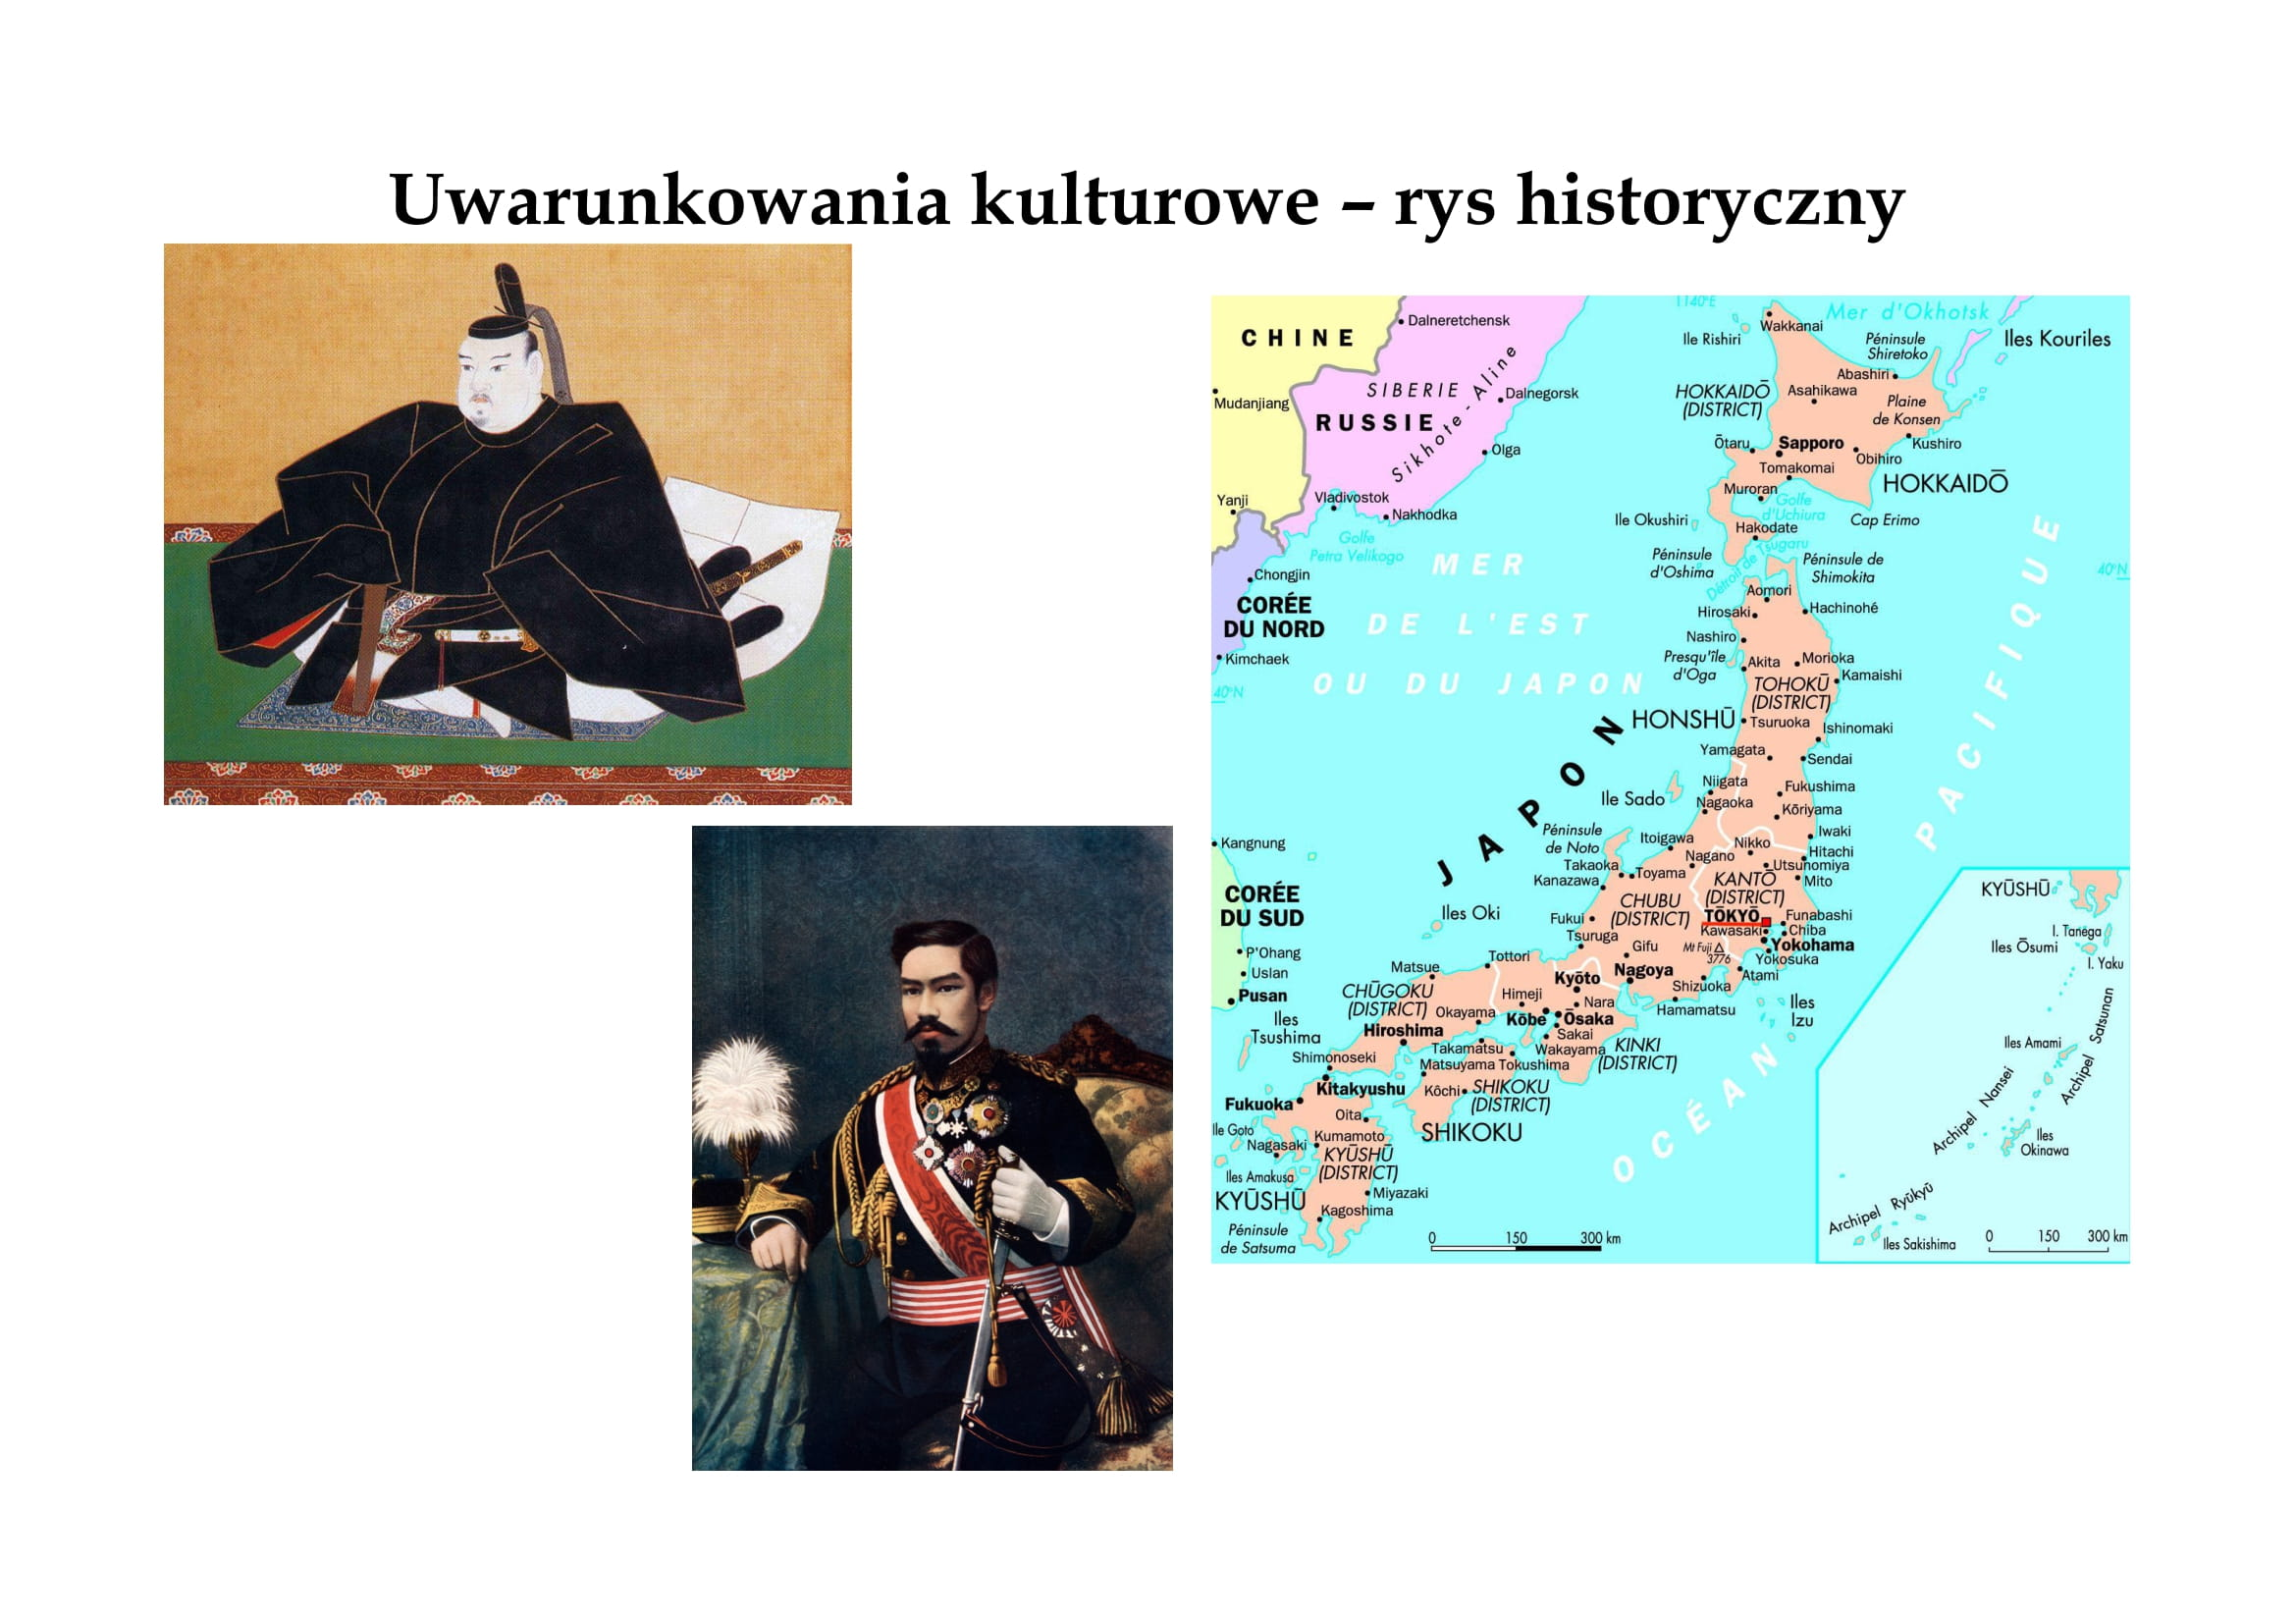 Uwarunkowania kulturowe – rys historyczny
CHINE
Dalneretchensk
Mudanjiang
SIBERIE
RUSSIE
Sikhote-Aline
Dalnegorsk
Olga
Yanji
Vladivostok
Nakhodka
Golfe
Petra Velikogo
Chongjin
CORÉE
DU NORD
Kimchaek
40°N
MER
DE L'EST
OU DU JAPON
JAPON
1140°E
Wakkanai
Mer d'Okhotsk
Ile Rishiri
Péninsule
Shiretoko
Iles Kouriles
Abashiri
HOKKAIDŌ
(DISTRICT)
Asahikawa
Plaine
de Konsen
Ōtaru
Sapporo
Kushiro
Obihiro
Tomakomai
HOKKAIDŌ
Muroran
Golfe
d'Uchiura
Ile Okushiri
Cap Erimo
Hakodate
Détroit de Tsugaru
Péninsule
d'Oshima
Péninsule de
Shimokita
40°N
Aomori
Hirosaki
Hachinohé
Nashiro
Presqu'île
d'Oga
Akita
Morioka
Kamaishi
TOHOKŪ
(DISTRICT)
HONSHŪ
Tsuruoka
Ishinomaki
Yamagata
Sendai
Niigata
Fukushima
Ile Sado
Nagaoka
Kōriyama
Péninsule
de Noto
Itoigawa
Nikko
Iwaki
Hitachi
Nagano
Utsunomiya
Takaoka
Toyama
Mito
Kanazawa
KANTŌ
(DISTRICT)
CHUBU
(DISTRICT)
TŌKYŌ
Funabashi
Fukui
Kawasaki
Chiba
Tsuruga
Gifu
Mt Fuji
3776
Yokohama
Yokosuka
Kangnung
CORÉE
DU SUD
Iles Oki
P'Ohang
Uslan
Pusan
Matsue
Tottori
Kyōto
Nagoya
Atami
Shizuoka
CHŪGOKU
(DISTRICT)
Himeji
Nara
Hamamatsu
Iles
Izu
Okayama
Kōbe
Ōsaka
Iles
Tsushima
Hiroshima
Sakai
Takamatsu
Wakayama
KINKI
(DISTRICT)
Shimonoseki
Matsuyama
Tokushima
Kitakyushu
Kôchi
SHIKOKU
(DISTRICT)
Fukuoka
Oita
Ile Goto
Nagasaki
Kumamoto
SHIKOKU
KYŪSHŪ
(DISTRICT)
Iles Amakusa
Miyazaki
KYŪSHŪ
Kagoshima
Péninsule
de Satsuma
0 150 300 km
OCÉAN PACIFIQUE
KYŪSHŪ
I. Tanega
Iles Ōsumi
I. Yaku
Archipel Satsunan
Iles Amami
Archipel Nansei
Iles
Okinawa
Archipel Ryūkyū
Iles Sakishima
0 150 300 km